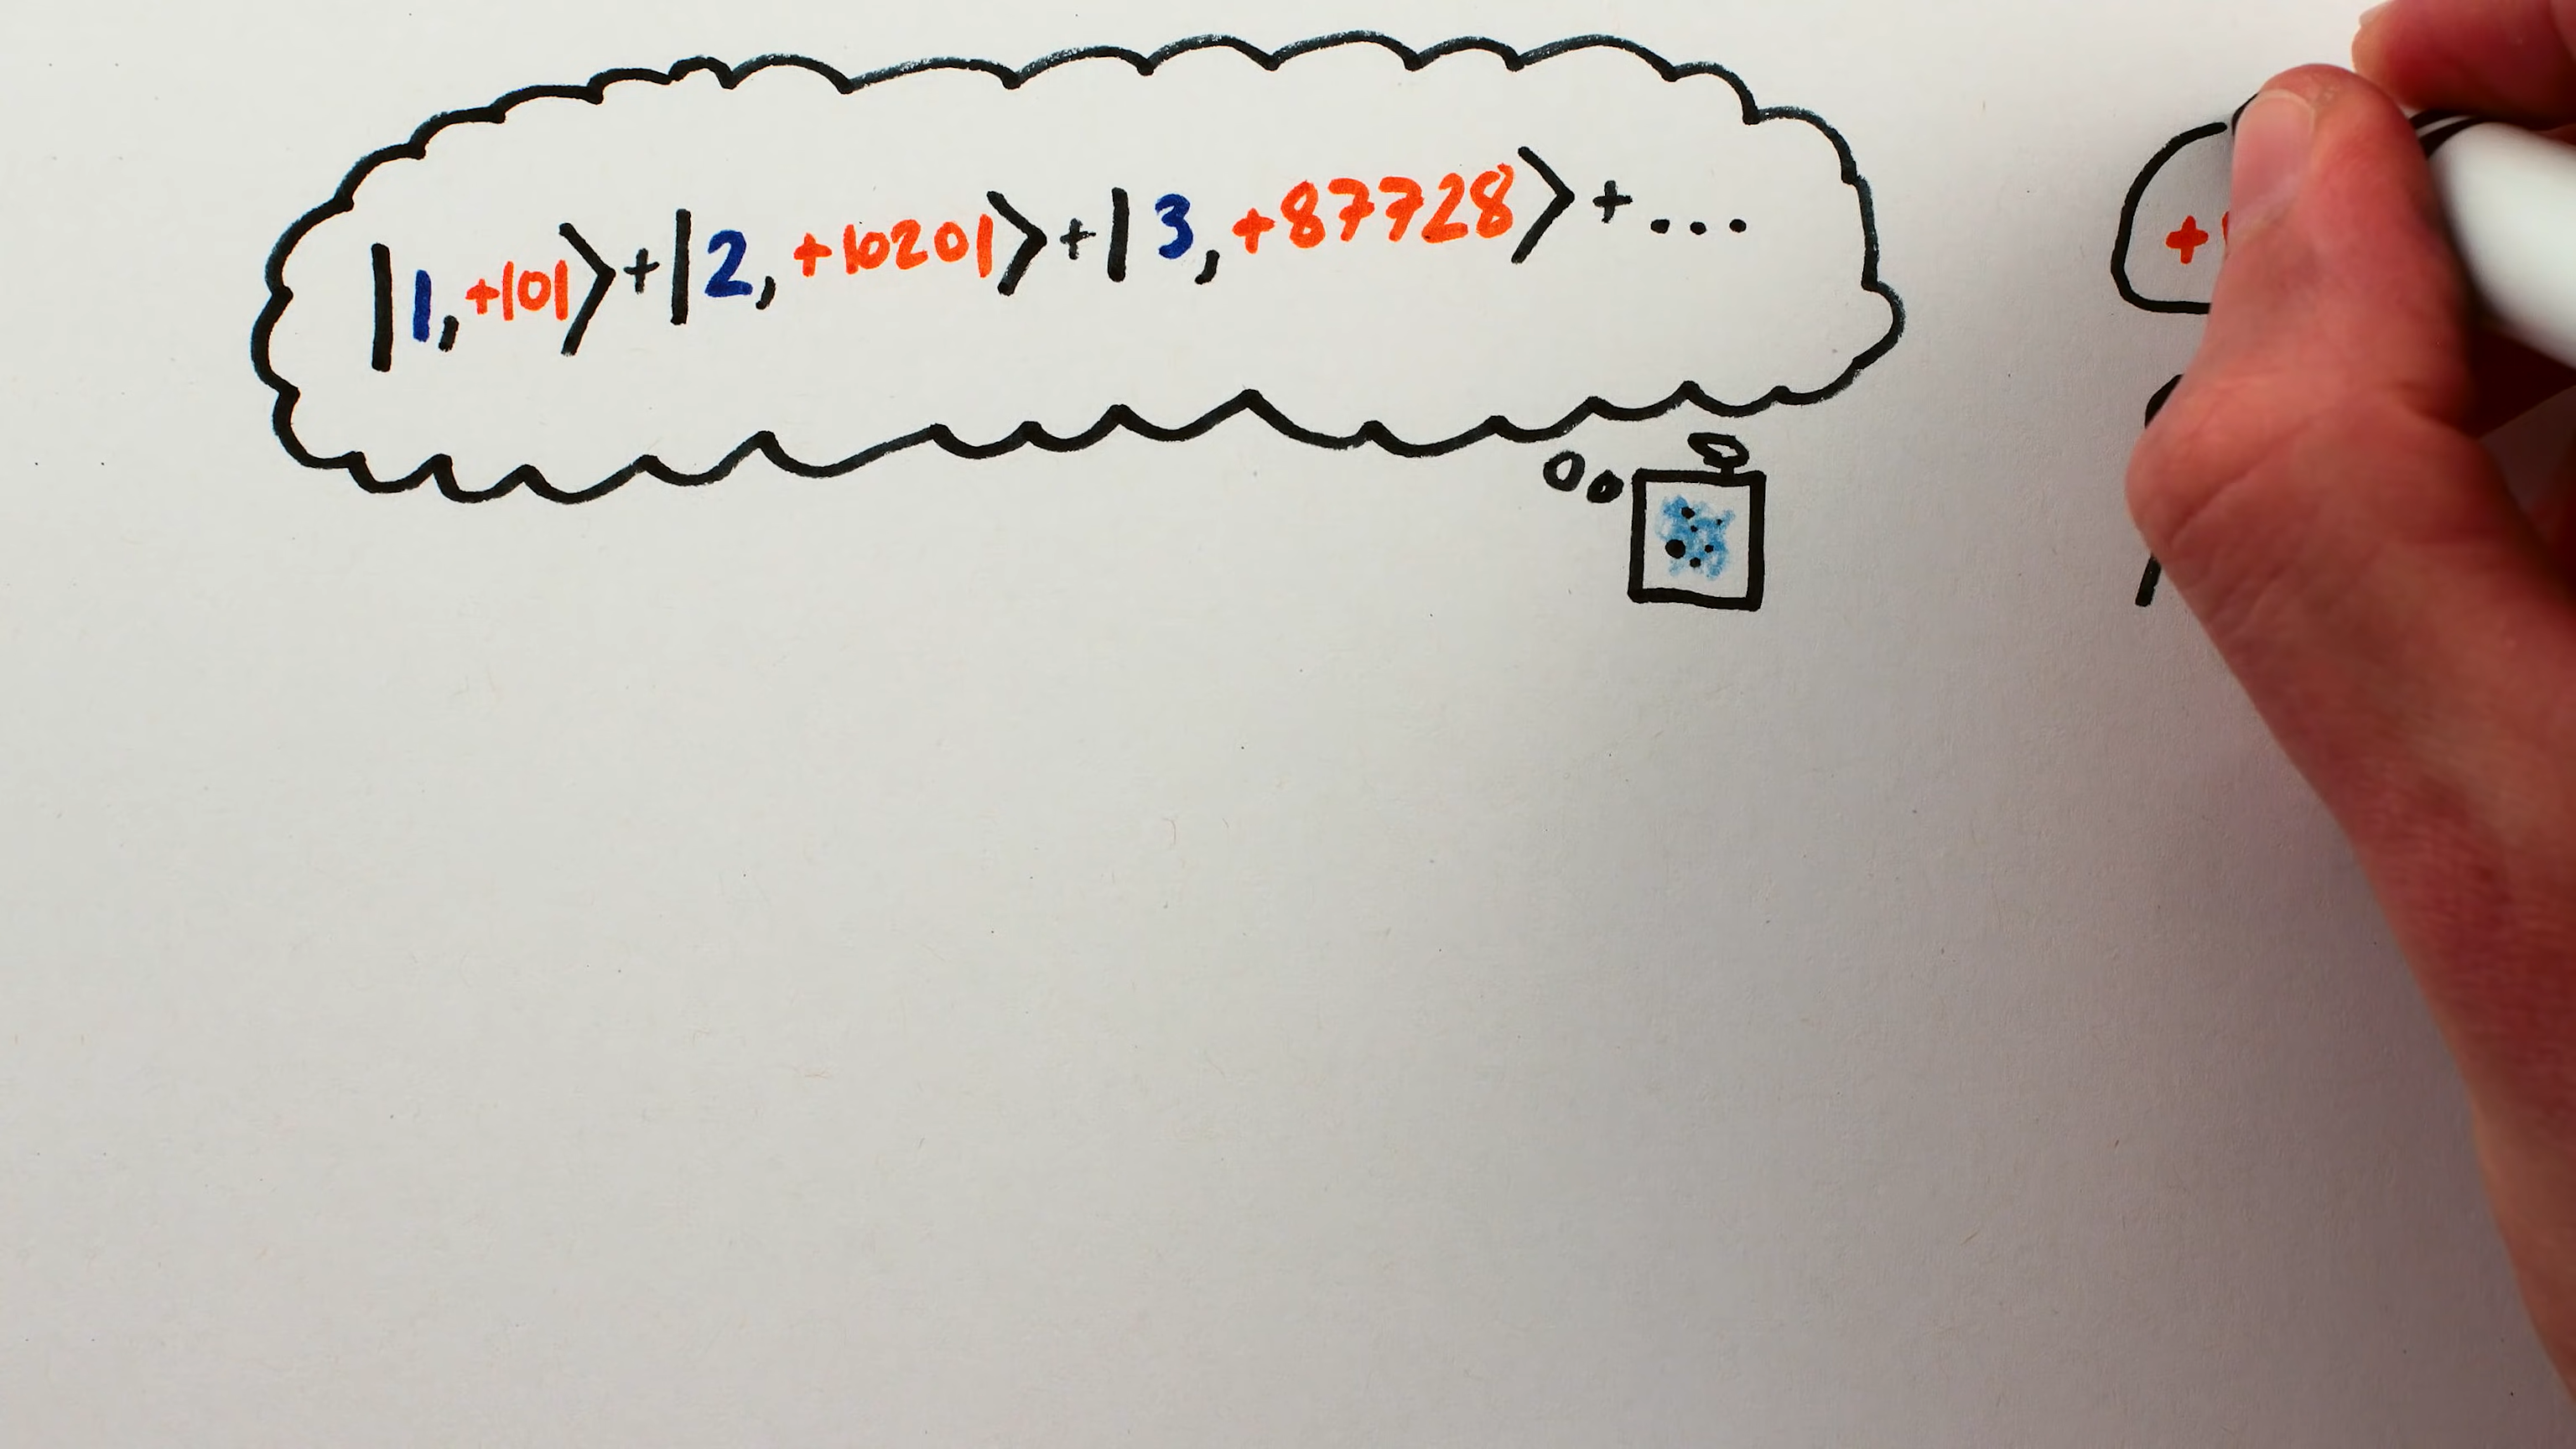 |1, +101⟩ + |2, +10201⟩ + |3, +87728⟩ + ...
+